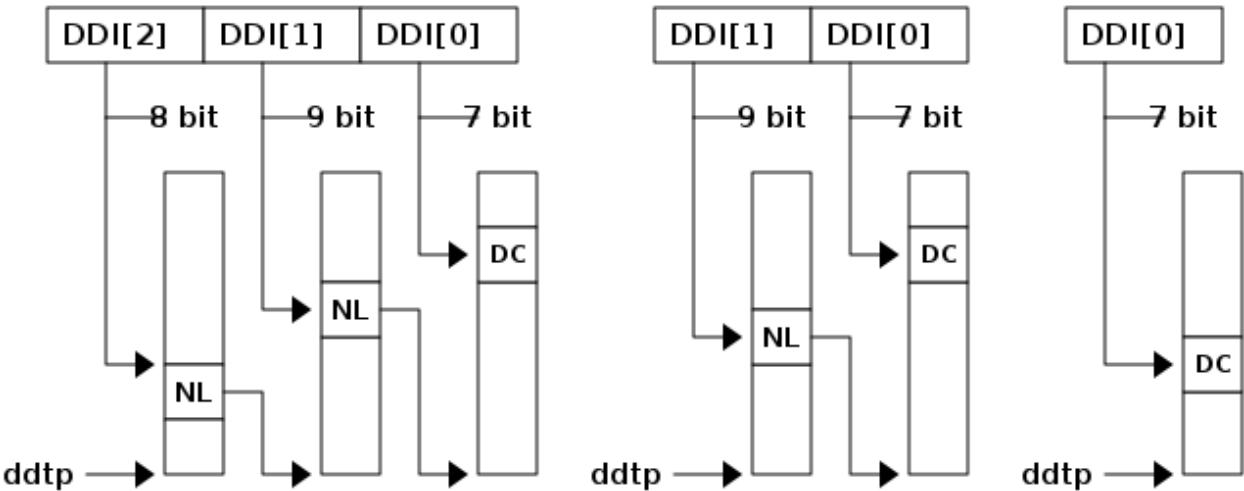 DDI[2] DDI[1] DDI[0] DDI[1] DDI[0] DDI[0]
8 bit 9 bit 7 bit 9 bit 7 bit 7 bit
DC DC
NL
NL
DC
NL
ddtp ddtp ddtp